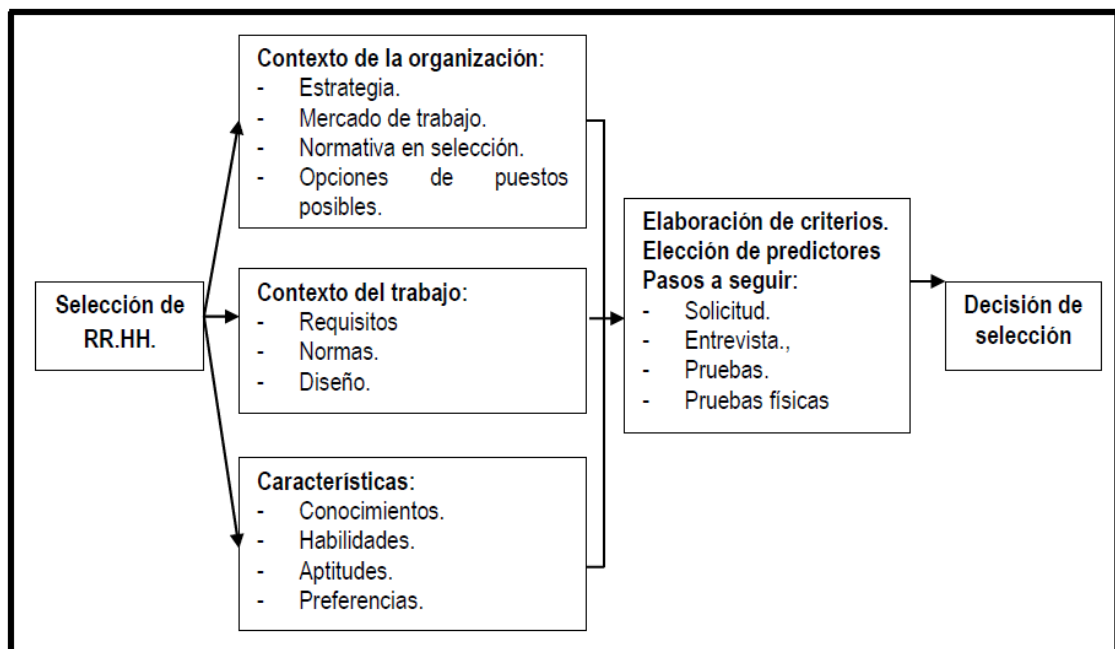 Selección de
RR.HH.
Contexto de la organización:
- Estrategia.
- Mercado de trabajo.
- Normativa en selección.
- Opciones de puestos
posibles.
Contexto del trabajo:
- Requisitos
- Normas.
- Diseño.
Característicás:
- Conocimientos.
- Habilidades.
- Aptitudes.
- Preferencias.
Elaboración de criterios.
Elección de predictores
Pasos a seguir:
- Solicitud.
- Entrevista.,
- Pruebas.
- Pruebas físicas
Decisión de
selección